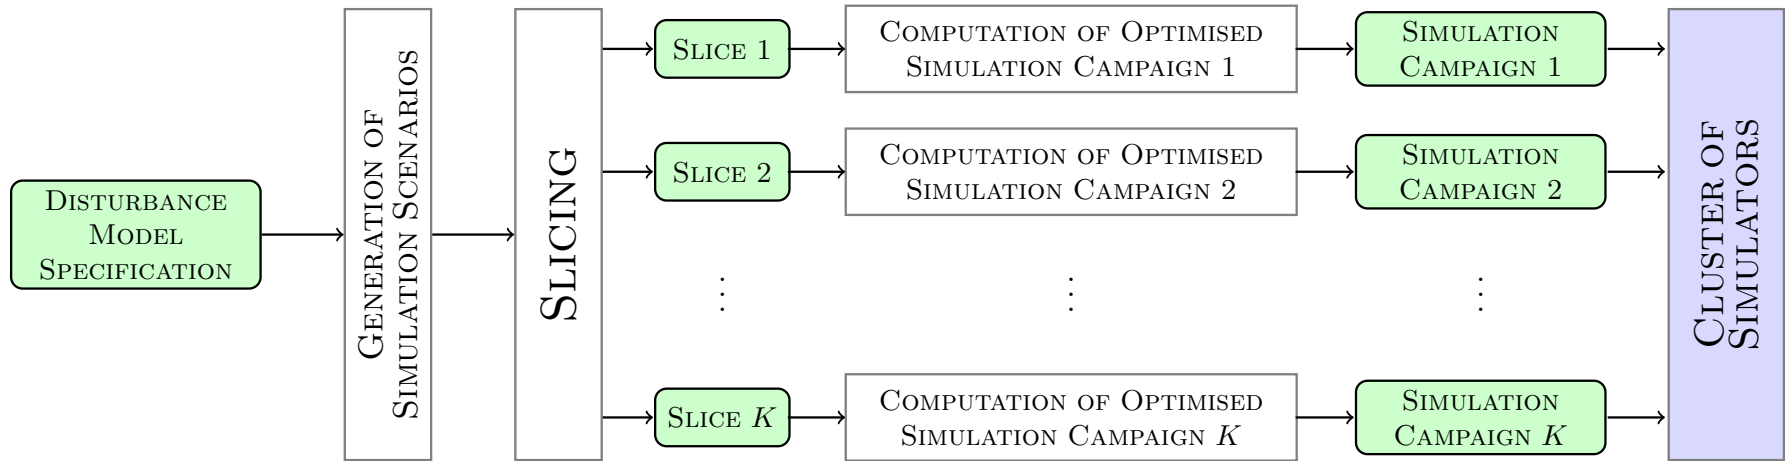 Disturbance
Model
Specification
Generation of
Simulation Scenarios
Slicing
Slice 1
Computation of Optimised
Simulation Campaign 1
Simulation
Campaign 1
Slice 2
Computation of Optimised
Simulation Campaign 2
Simulation
Campaign 2
⋮
⋮
⋮
Slice K
Computation of Optimised
Simulation Campaign K
Simulation
Campaign K
Cluster of
Simulators